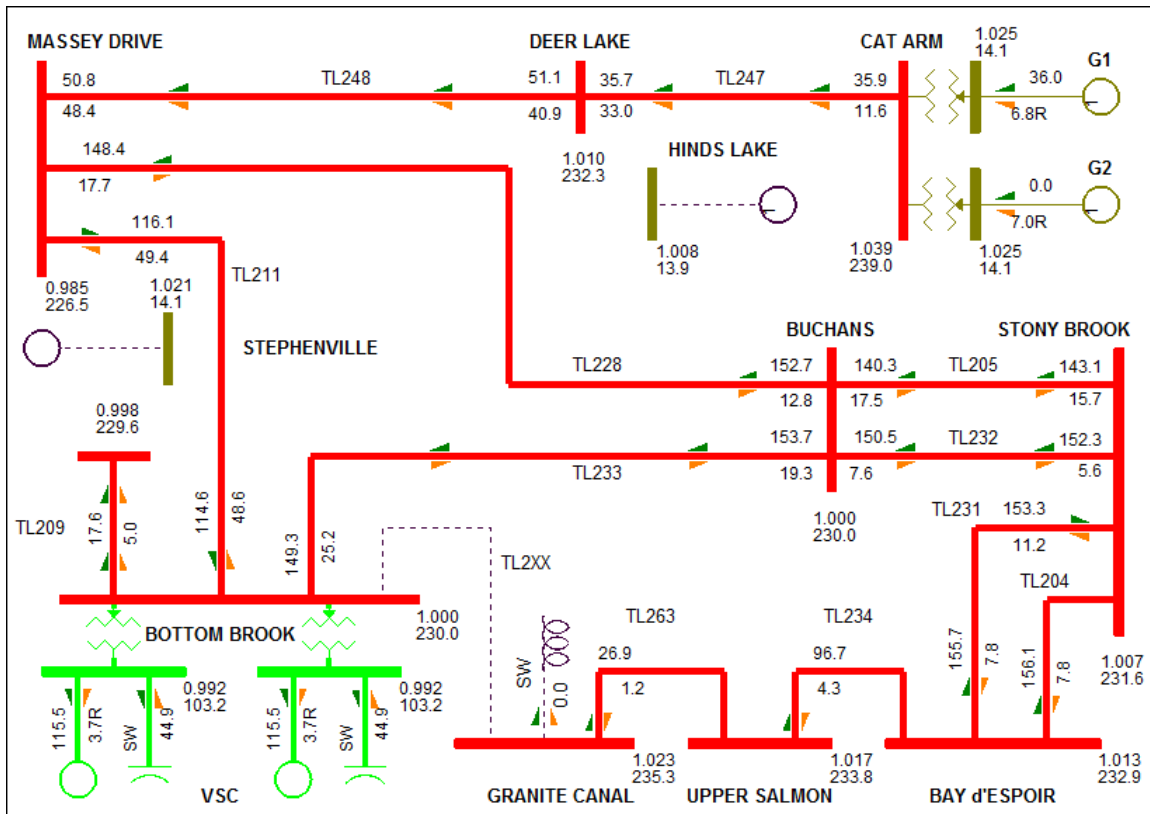 MASSEY DRIVE
DEER LAKE
CAT ARM
1.025
14.1
G1
50.8
TL248
51.1
35.7
TL247
35.9
36.0
48.4
40.9
33.0
11.6
6.8R
HINDS LAKE
148.4
1.010
232.3
G2
17.7
0.0
7.0R
116.1
49.4
1.008
13.9
1.039
239.0
1.025
14.1
TL211
0.985
226.5
1.021
14.1
STEPHENVILLE
BUCHANS
STONY BROOK
TL228
152.7
140.3
TL205
143.1
12.8
17.5
15.7
0.998
229.6
153.7
150.5
TL232
152.3
TL233
19.3
7.6
5.6
TL209
17.6
5.0
114.6
48.6
149.3
25.2
1.000
230.0
TL231
153.3
11.2
TL2XX
TL204
1.000
230.0
BOTTOM BROOK
TL263
TL234
SW
0.0
26.9
1.2
96.7
4.3
155.7
7.8
156.1
7.8
1.007
231.6
0.992
103.2
0.992
103.2
115.5
3.7R
SW
44.9
115.5
3.7R
SW
44.9
1.023
235.3
1.017
233.8
1.013
232.9
VSC
GRANITE CANAL
UPPER SALMON
BAY d'ESPOIR